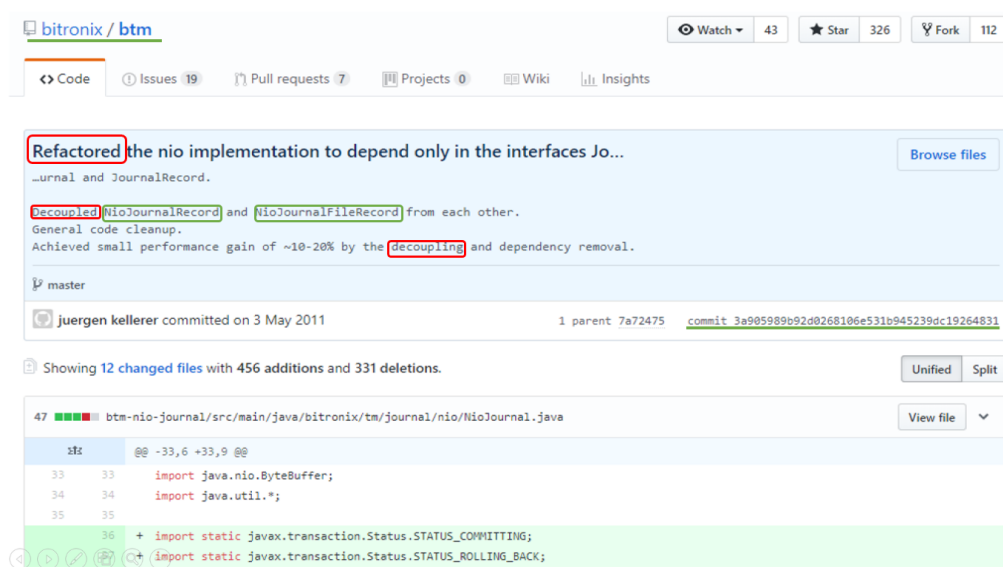 bitronix / btm
Watch 43 Star 326 Fork 112
Code Issues 19 Pull requests 7 Projects 0 Wiki Insights
Refactored the nio implementation to depend only in the interfaces Jo...
Browse files
…urnal and JournalRecord.
Decoupled NioJournalRecord and NioJournalFileRecord from each other.
General code cleanup.
Achieved small performance gain of ~10-20% by the decoupling and dependency removal.
master
juergen kellerer committed on 3 May 2011 1 parent 7a72475 commit 3a905989b92d0268106e531b945239dc19264831
Showing 12 changed files with 456 additions and 331 deletions. Unified Split
47 btm-nio-journal/src/main/java/bitronix/tm/journal/nio/NioJournal.java View file
@@ -33,6 +33,9 @@
33 33 import java.nio.ByteBuffer;
34 34 import java.util.*;
35 35
36 + import static javax.transaction.Status.STATUS_COMMITTING;
37 + import static javax.transaction.Status.STATUS_ROLLING_BACK;